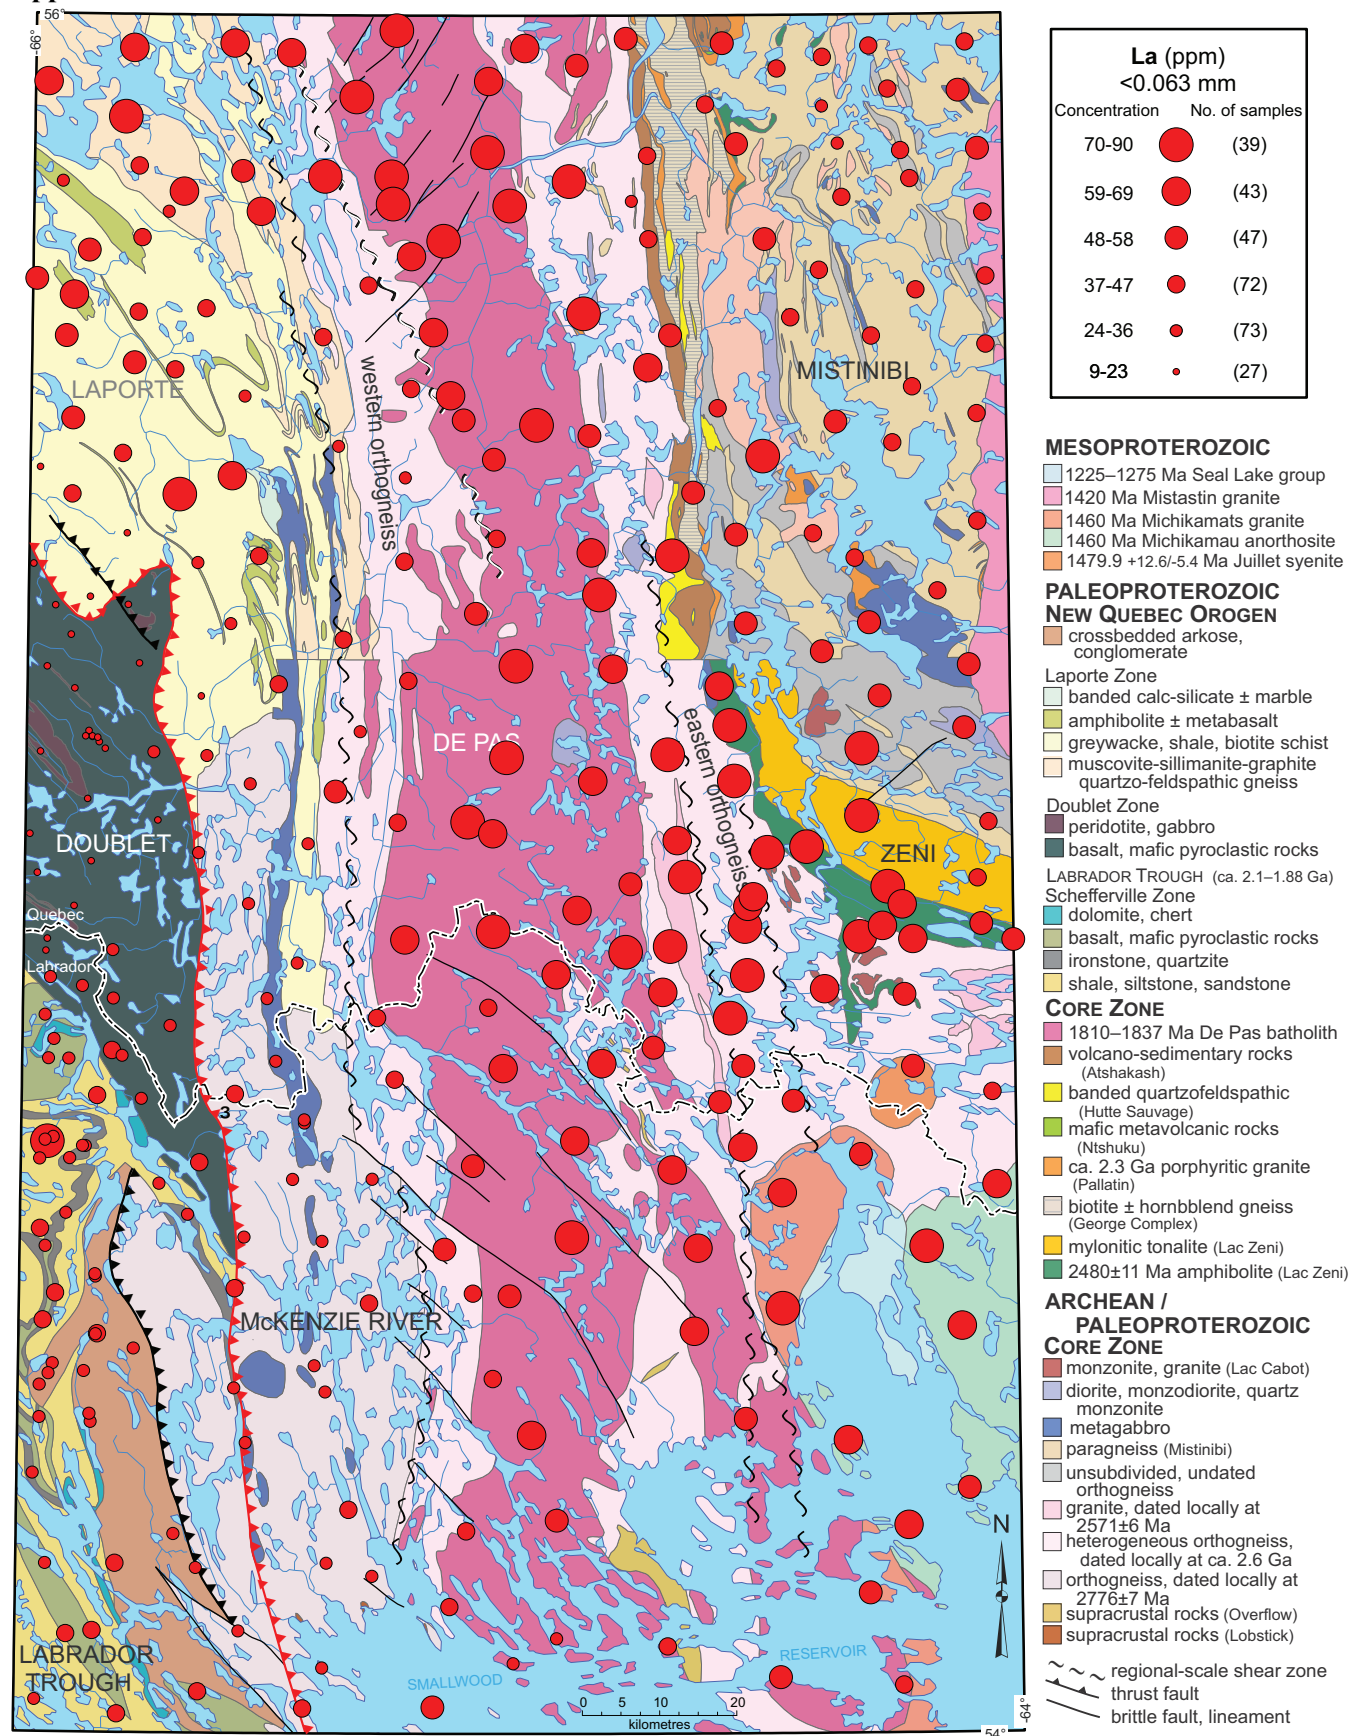 56°
-66°
LAPORTE
western orthogneiss
MISTINIBI
DE PAS
eastern orthogneiss
DOUBLET
ZENI
Quebec
Labrador
3
McKENZIE RIVER
LABRADOR
TROUGH
SMALLWOOD
RESERVOIR
N
0 5 10 20
kilometres
-64°
54°
La (ppm)
<0.063 mm
Concentration No. of samples
70-90 (39)
59-69 (43)
48-58 (47)
37-47 (72)
24-36 (73)
9-23 (27)
MESOPROTEROZOIC
1225–1275 Ma Seal Lake group
1420 Ma Mistastin granite
1460 Ma Michikamats granite
1460 Ma Michikamau anorthosite
1479.9 +12.6/-5.4 Ma Juillet syenite
PALEOPROTEROZOIC
NEW QUEBEC OROGEN
crossbedded arkose,
conglomerate
Laporte Zone
banded calc-silicate ± marble
amphibolite ± metabasalt
greywacke, shale, biotite schist
muscovite-sillimanite-graphite
quartzo-feldspathic gneiss
Doublet Zone
peridotite, gabbro
basalt, mafic pyroclastic rocks
LABRADOR TROUGH (ca. 2.1–1.88 Ga)
Schefferville Zone
dolomite, chert
basalt, mafic pyroclastic rocks
ironstone, quartzite
shale, siltstone, sandstone
CORE ZONE
1810–1837 Ma De Pas batholith
volcano-sedimentary rocks
(Atshakash)
banded quartzofeldspathic
(Hutte Sauvage)
mafic metavolcanic rocks
(Ntshuku)
ca. 2.3 Ga porphyritic granite
(Pallatin)
biotite ± hornblend gneiss
(George Complex)
mylonitic tonalite (Lac Zeni)
2480±11 Ma amphibolite (Lac Zeni)
ARCHEAN /
PALEOPROTEROZOIC
CORE ZONE
monzonite, granite (Lac Cabot)
diorite, monzodiorite, quartz
monzonite
metagabbro
paragneiss (Mistinibi)
unsubdivided, undated
orthogneiss
granite, dated locally at
2571±6 Ma
heterogeneous orthogneiss,
dated locally at ca. 2.6 Ga
orthogneiss, dated locally at
2776±7 Ma
supracrustal rocks (Overflow)
supracrustal rocks (Lobstick)
regional-scale shear zone
thrust fault
brittle fault, lineament